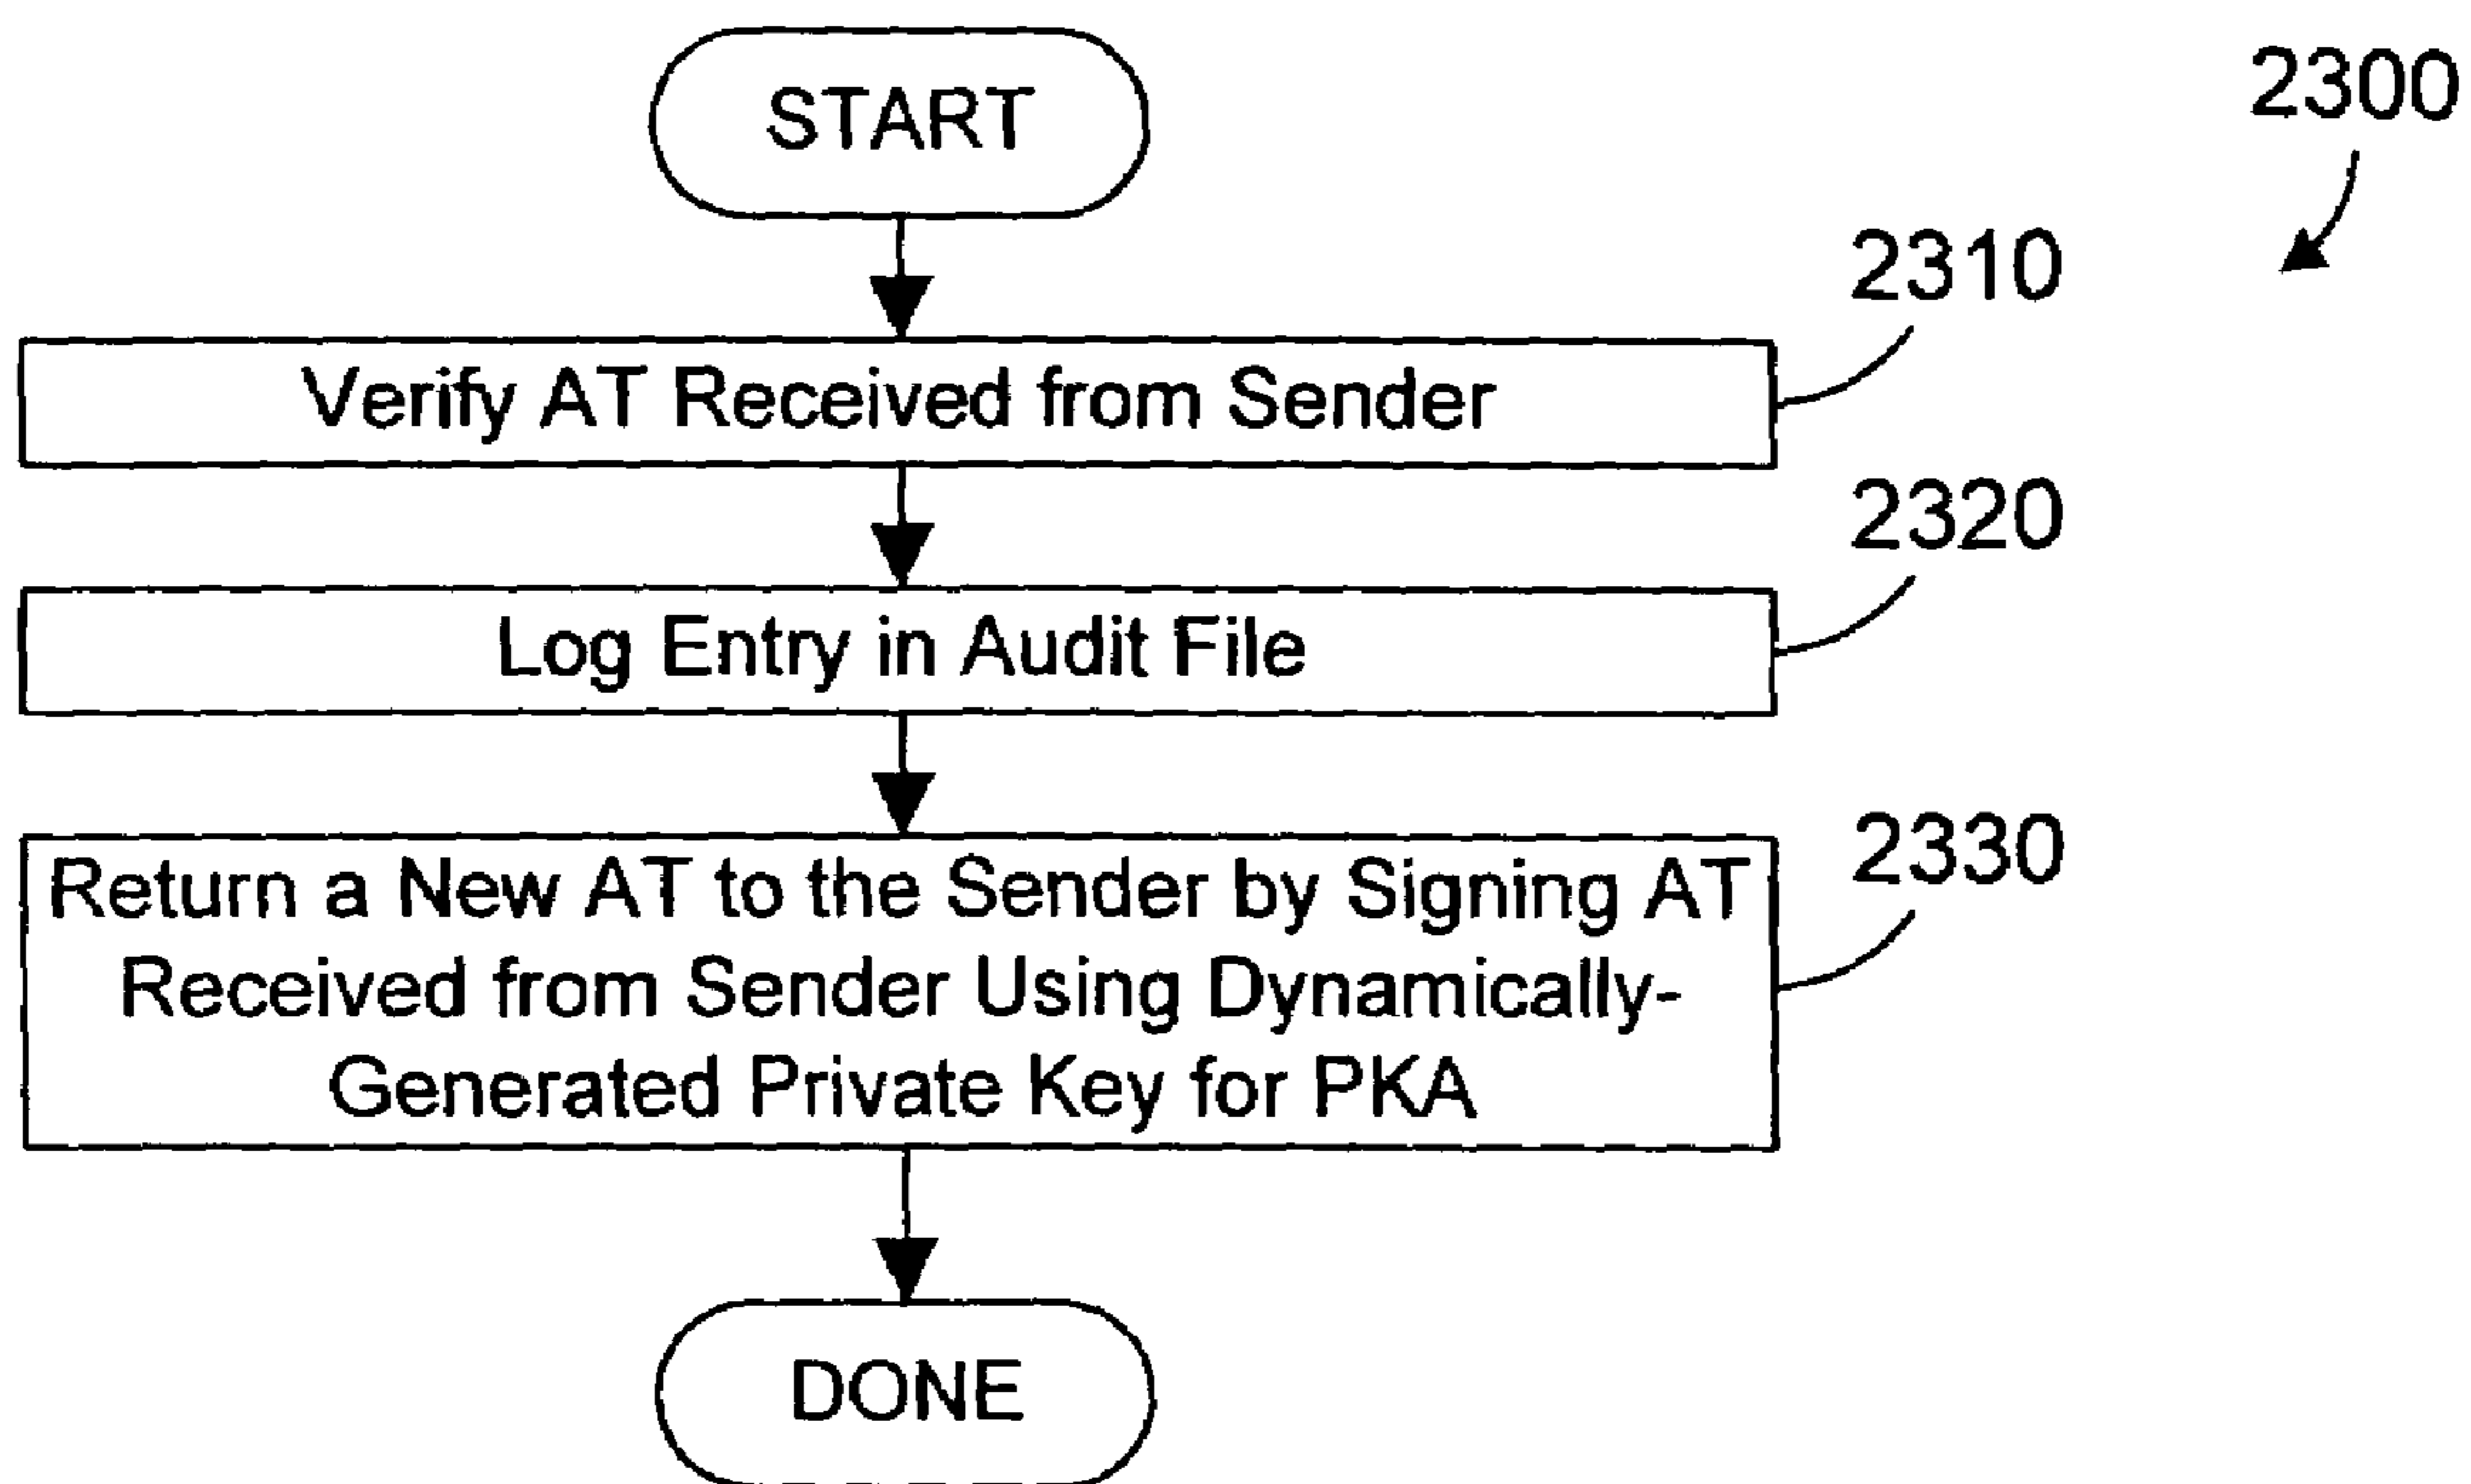 START
2300
2310
Verify AT Received from Sender
2320
Log Entry in Audit File
2330
Return a New AT to the Sender by Signing AT
Received from Sender Using Dynamically-
Generated Private Key for PKA
DONE